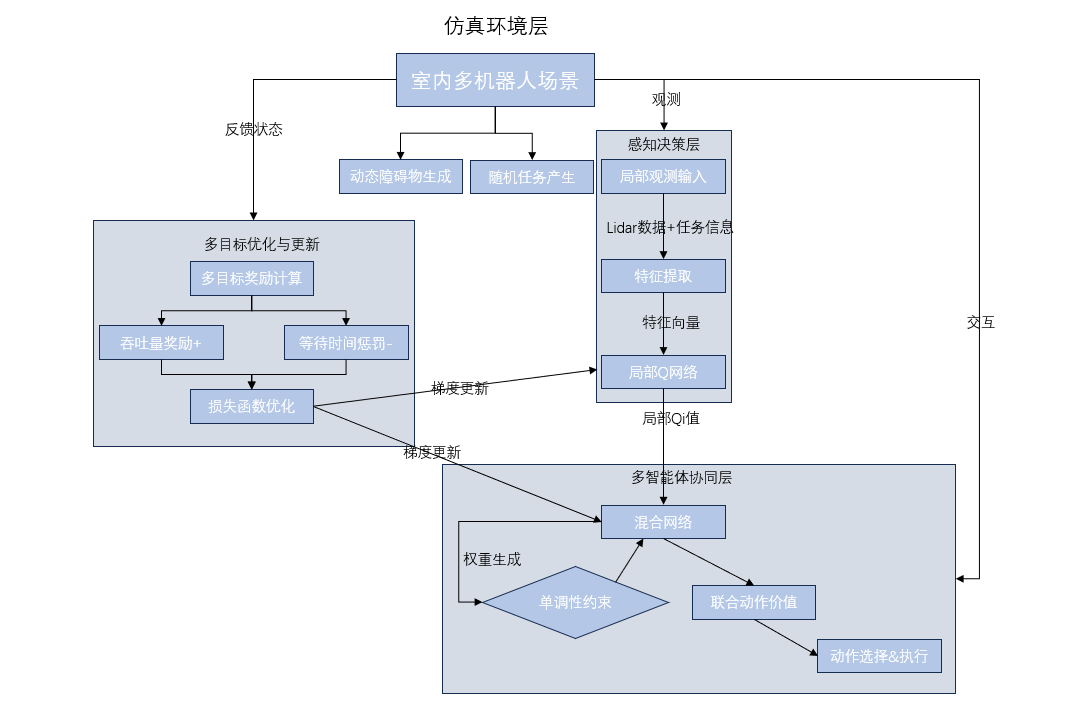 仿真环境层
室内多机器人场景
观测
反馈状态
感知决策层
动态障碍物生成
随机任务产生
局部观测输入
Lidar数据+任务信息
多目标优化与更新
多目标奖励计算
特征提取
吞吐量奖励+
等待时间惩罚-
特征向量
交互
局部Q网络
梯度更新
损失函数优化
局部Qi值
梯度更新
多智能体协同层
混合网络
权重生成
单调性约束
联合动作价值
动作选择&执行